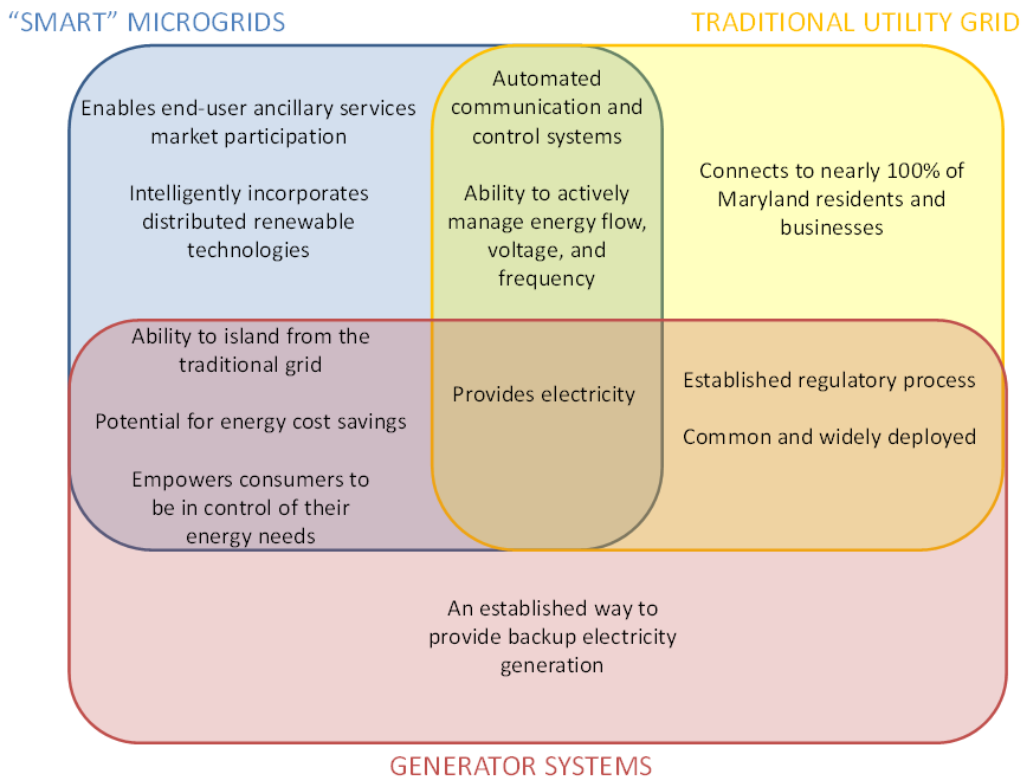 “SMART” MICROGRIDS
TRADITIONAL UTILITY GRID
Enables end-user ancillary services
market participation
Intelligently incorporates
distributed renewable
technologies
Automated
communication and
control systems
Ability to actively
manage energy flow,
voltage, and
frequency
Connects to nearly 100% of
Maryland residents and
businesses
Ability to island from the
traditional grid
Potential for energy cost savings
Empowers consumers to
be in control of their
energy needs
Provides electricity
Established regulatory process
Common and widely deployed
An established way to
provide backup electricity
generation
GENERATOR SYSTEMS